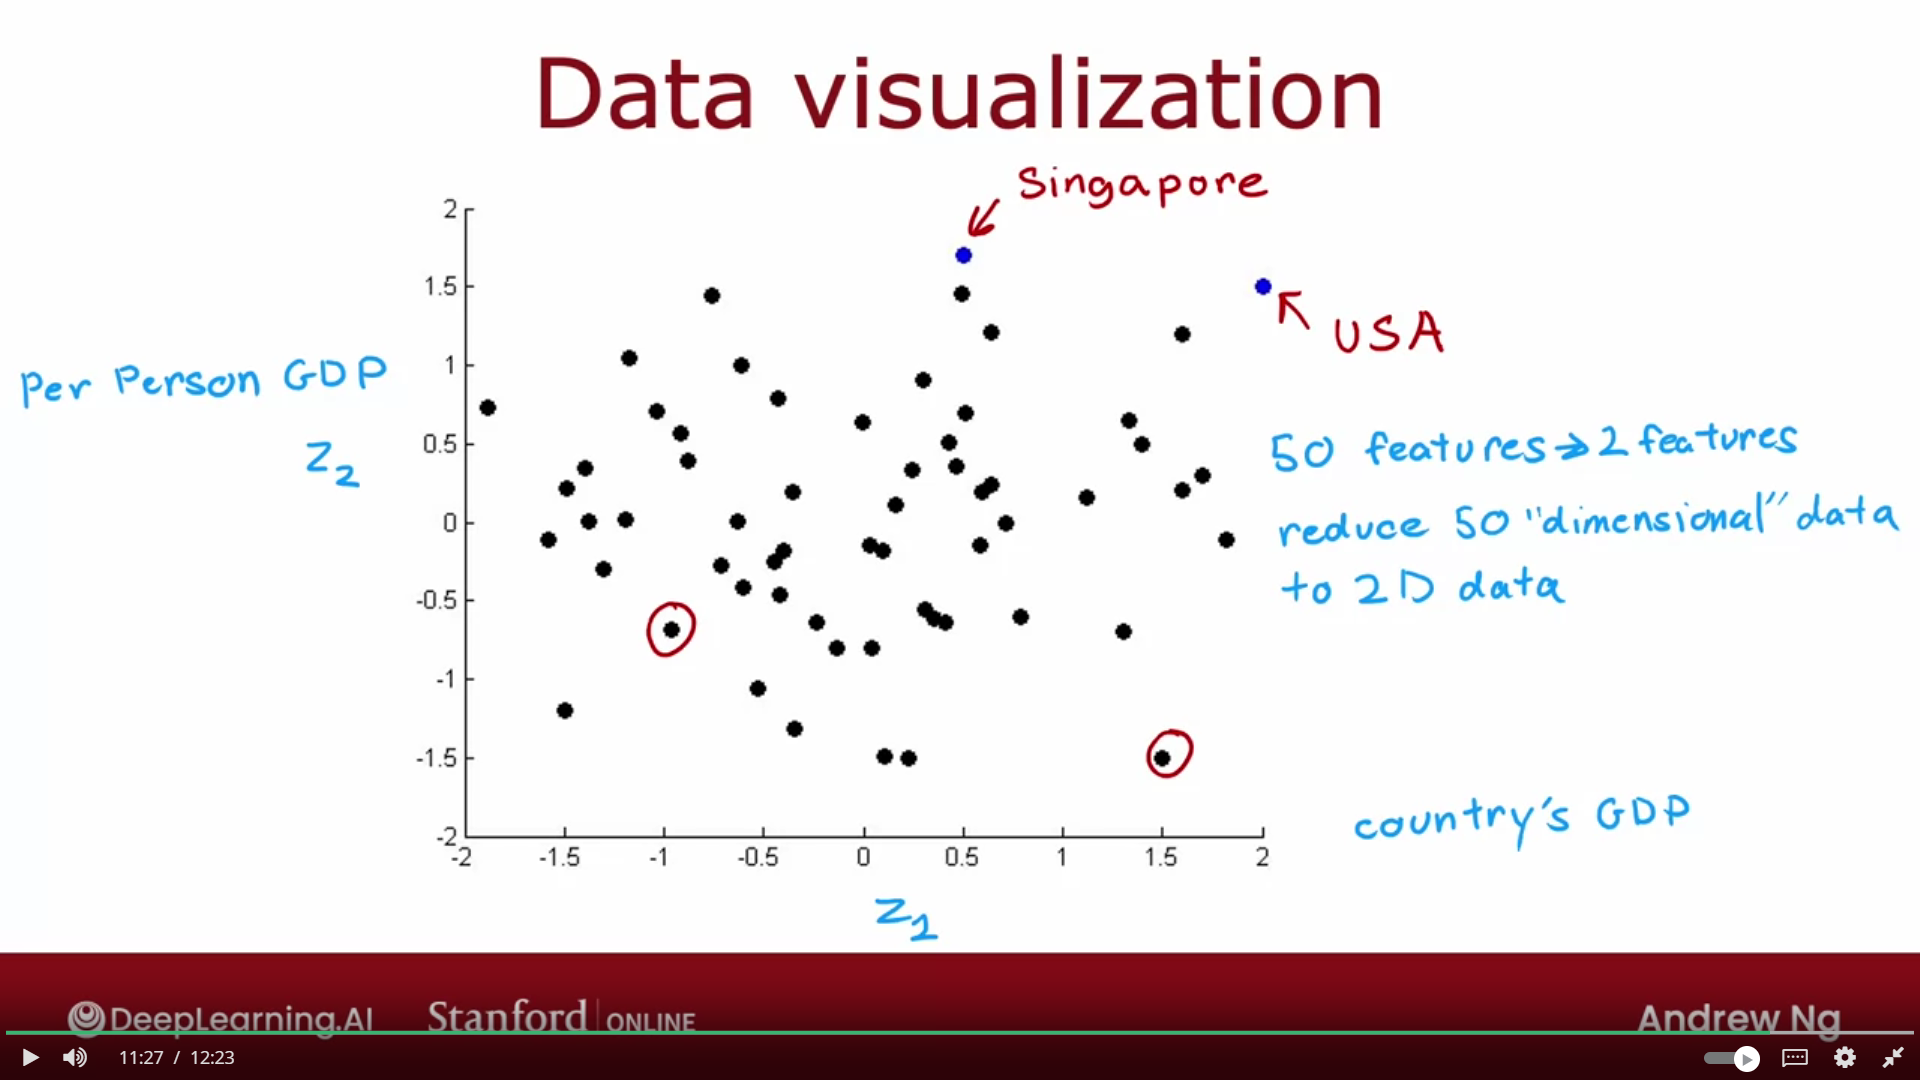 Data visualization
Singapore
USA
2
1.5
1
0.5
0
-0.5
-1
-1.5
-2
Per Person GDP
z2
50 features → 2 features
reduce 50 "dimensional" data
to 2D data
country's GDP
-2 -1.5 -1 -0.5 0 0.5 1 1.5 2
z1
DeepLearning.AI Stanford | ONLINE Andrew Ng
11:27 / 12:23